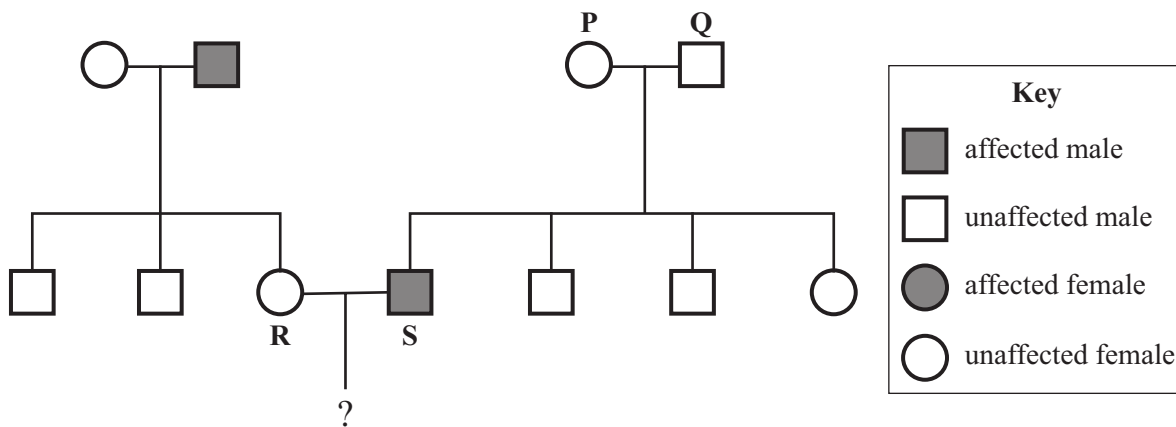 P Q
Key
affected male
unaffected male
affected female
unaffected female
R S
?